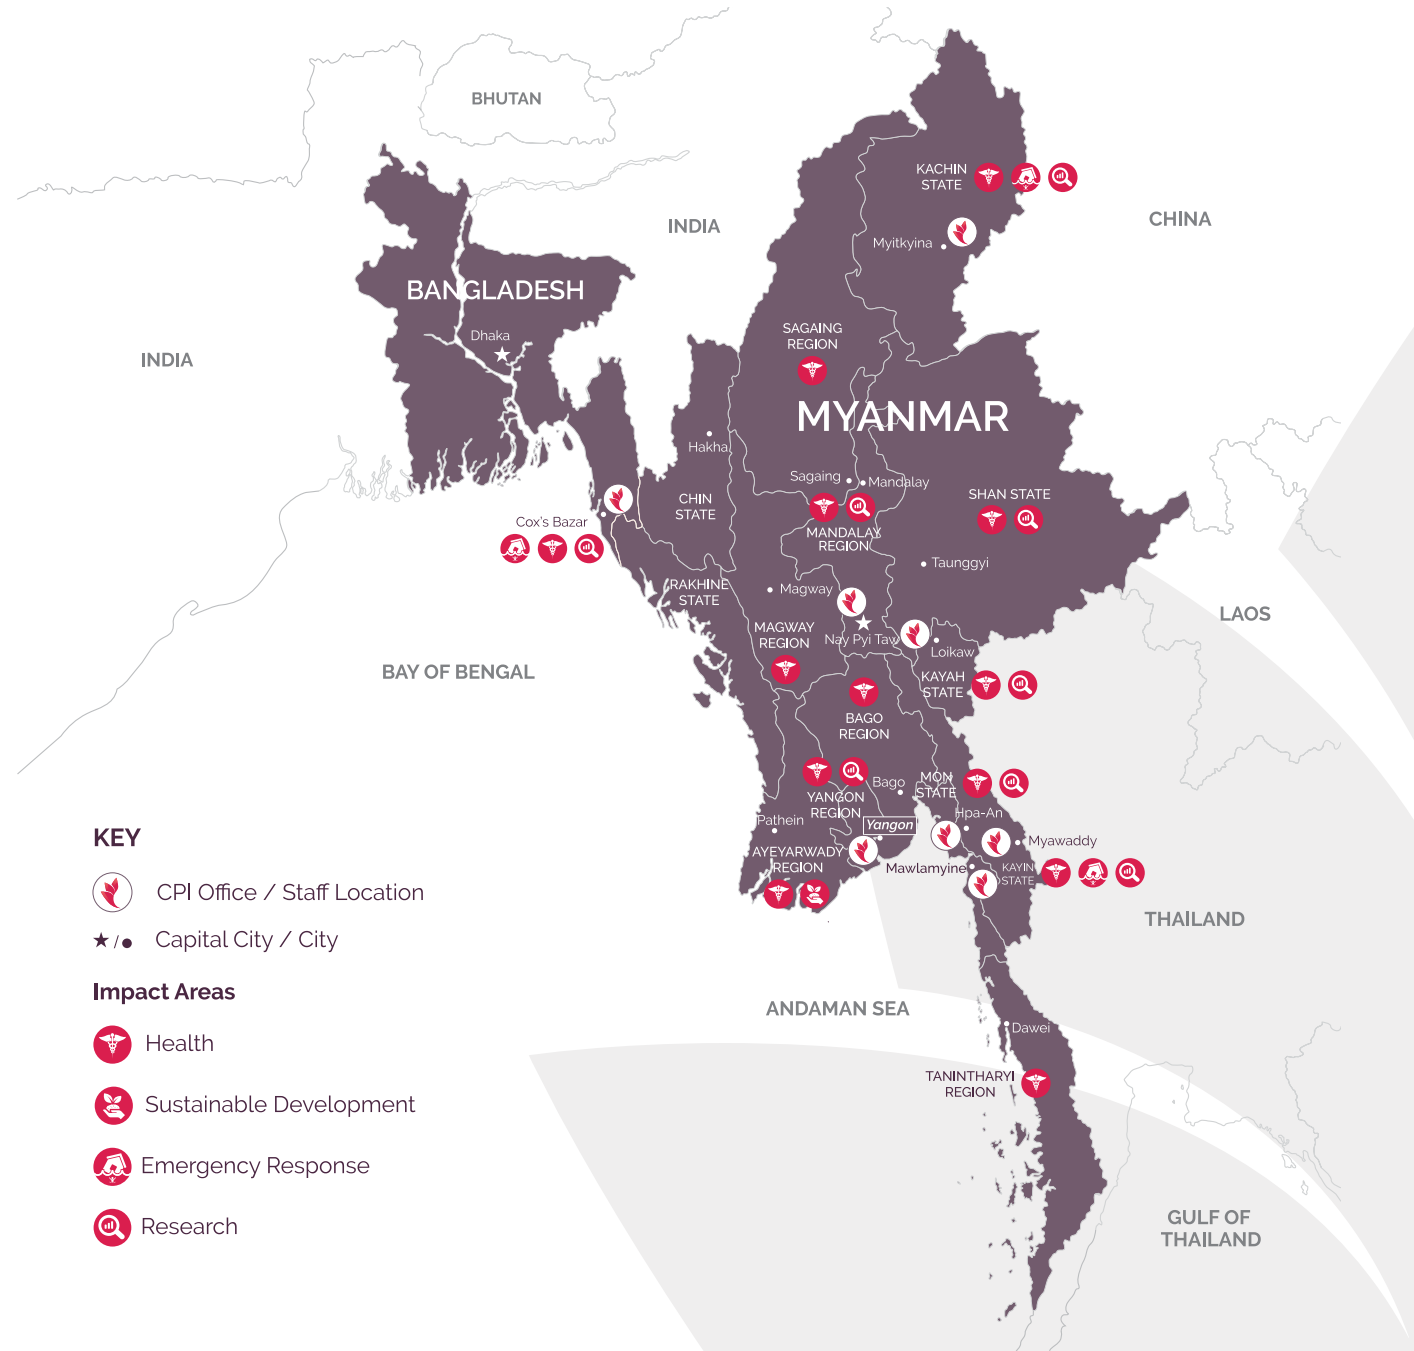 BHUTAN
KACHIN
STATE
CHINA
INDIA
Myitkyina
BANGLADESH
Dhaka
SAGAING
REGION
INDIA
MYANMAR
Hakha
Sagaing
Mandalay
CHIN
STATE
SHAN STATE
Cox's Bazar
MANDALAY
REGION
Taunggyi
RAKHINE
STATE
Magway
LAOS
MAGWAY
REGION
Nay Pyi Taw
Loikaw
BAY OF BENGAL
KAYAH
STATE
BAGO
REGION
MON
STATE
Bago
YANGON
REGION
Hpa-An
Pathein
Yangon
Myawaddy
AYEYARWADY
REGION
Mawlamyine
KAYIN
STATE
THAILAND
ANDAMAN SEA
Dawei
TANINTHARYI
REGION
GULF OF
THAILAND
KEY
CPI Office / Staff Location
/
Capital City / City
Impact Areas
Health
Sustainable Development
Emergency Response
Research